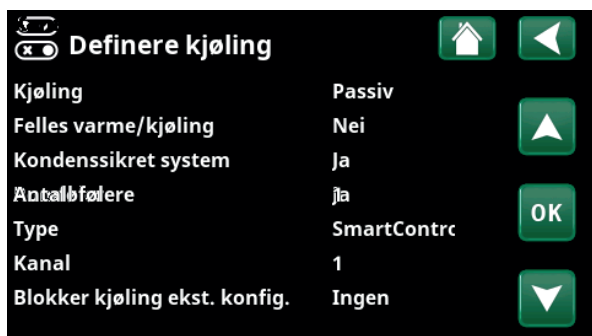 Definere kjøling
Kjøling Passiv
Felles varme/kjøling Nei
Kondenssikret system Ja
Type SmartContrc
OK
Kanal 1
Blokker kjøling ekst. konfig. Ingen